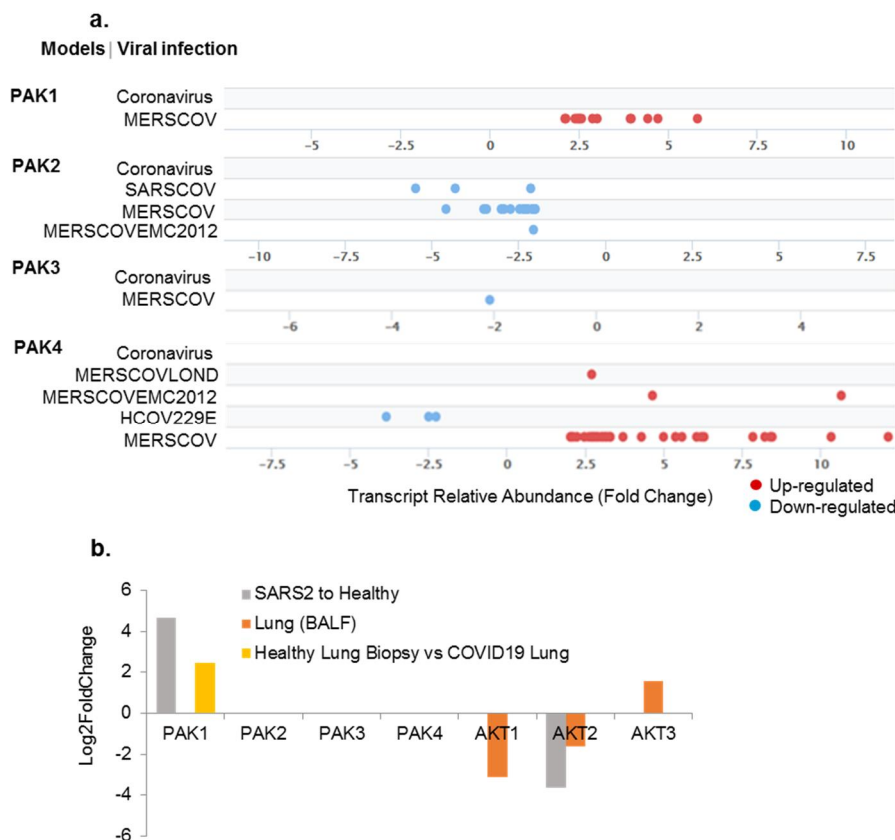 a.
Models | Viral infection
PAK1
Coronavirus
MERSCOV
-5 -2.5 0 2.5 5 7.5 10
PAK2
Coronavirus
SARSCOV
MERSCOV
MERSCOVEMC2012
-10 -7.5 -5 -2.5 0 2.5 5 7.5
PAK3
Coronavirus
MERSCOV
-6 -4 -2 0 2 4
PAK4
Coronavirus
MERSCOVLOND
MERSCOVEMC2012
HCOV229E
MERSCOV
-7.5 -5 -2.5 0 2.5 5 7.5 10
Transcript Relative Abundance (Fold Change)
Up-regulated
Down-regulated
b.
Log2FoldChange
6
4
2
0
-2
-4
-6
SARS2 to Healthy
Lung (BALF)
Healthy Lung Biopsy vs COVID19 Lung
PAK1 PAK2 PAK3 PAK4 AKT1 AKT2 AKT3